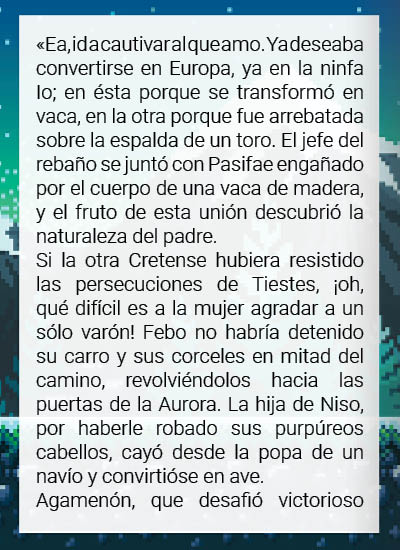 «Ea, id a cautivar al que amo. Ya deseaba
convertirse en Europa, ya en la ninfa
Io; en ésta porque se transformó en
vaca, en la otra porque fue arrebatada
sobre la espalda de un toro. El jefe del
rebaño se juntó con Pasifae engañado
por el cuerpo de una vaca de madera,
y el fruto de esta unión descubrió la
naturaleza del padre.
Si la otra Cretense hubiera resistido
las persecuciones de Tiestes, ¡oh,
qué difícil es a la mujer agradar a un
sólo varón! Febo no habría detenido
su carro y sus corceles en mitad del
camino, revolviéndolos hacia las
puertas de la Aurora. La hija de Niso,
por haberle robado sus purpúreos
cabellos, cayó desde la popa de un
navío y convirtióse en ave.
Agamenón, que desafió victorioso